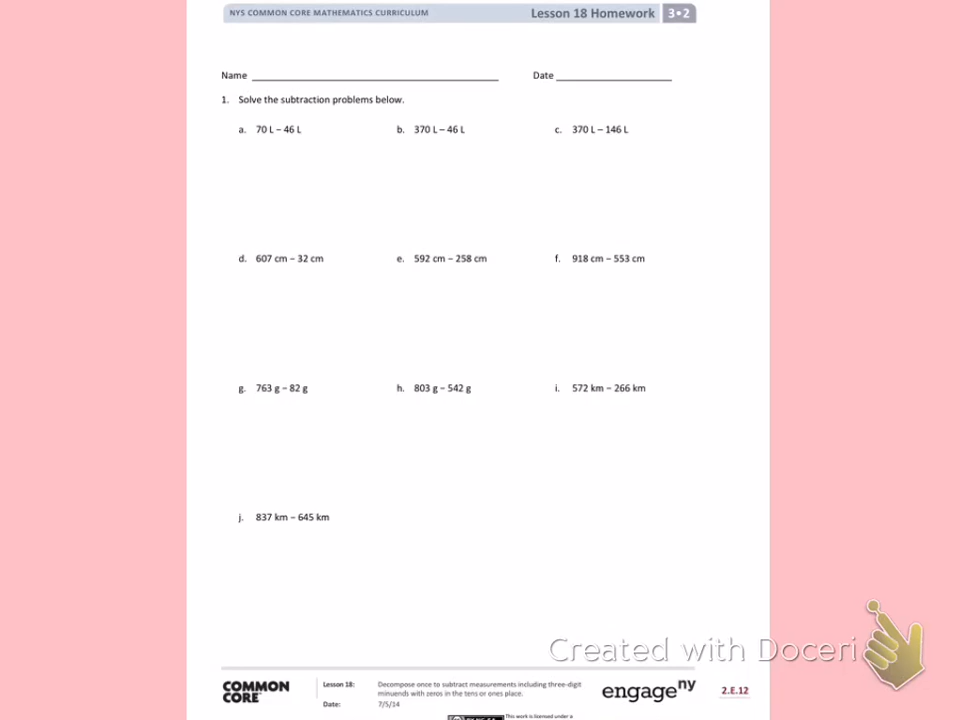 NYS COMMON CORE MATHEMATICS CURRICULUM Lesson 18 Homework 3•2
Name Date
1. Solve the subtraction problems below.
a. 70 L – 46 L b. 370 L – 46 L c. 370 L – 146 L
d. 607 cm – 32 cm e. 592 cm – 258 cm f. 918 cm – 553 cm
g. 763 g – 82 g h. 803 g – 542 g i. 572 km – 266 km
j. 837 km – 645 km
Created with Doceri
COMMON CORE
Lesson 18: Decompose once to subtract measurements including three-digit
minuends with zeros in the tens or ones place.
Date: 7/5/14
engage ny
2.E.12
This work is licensed under a